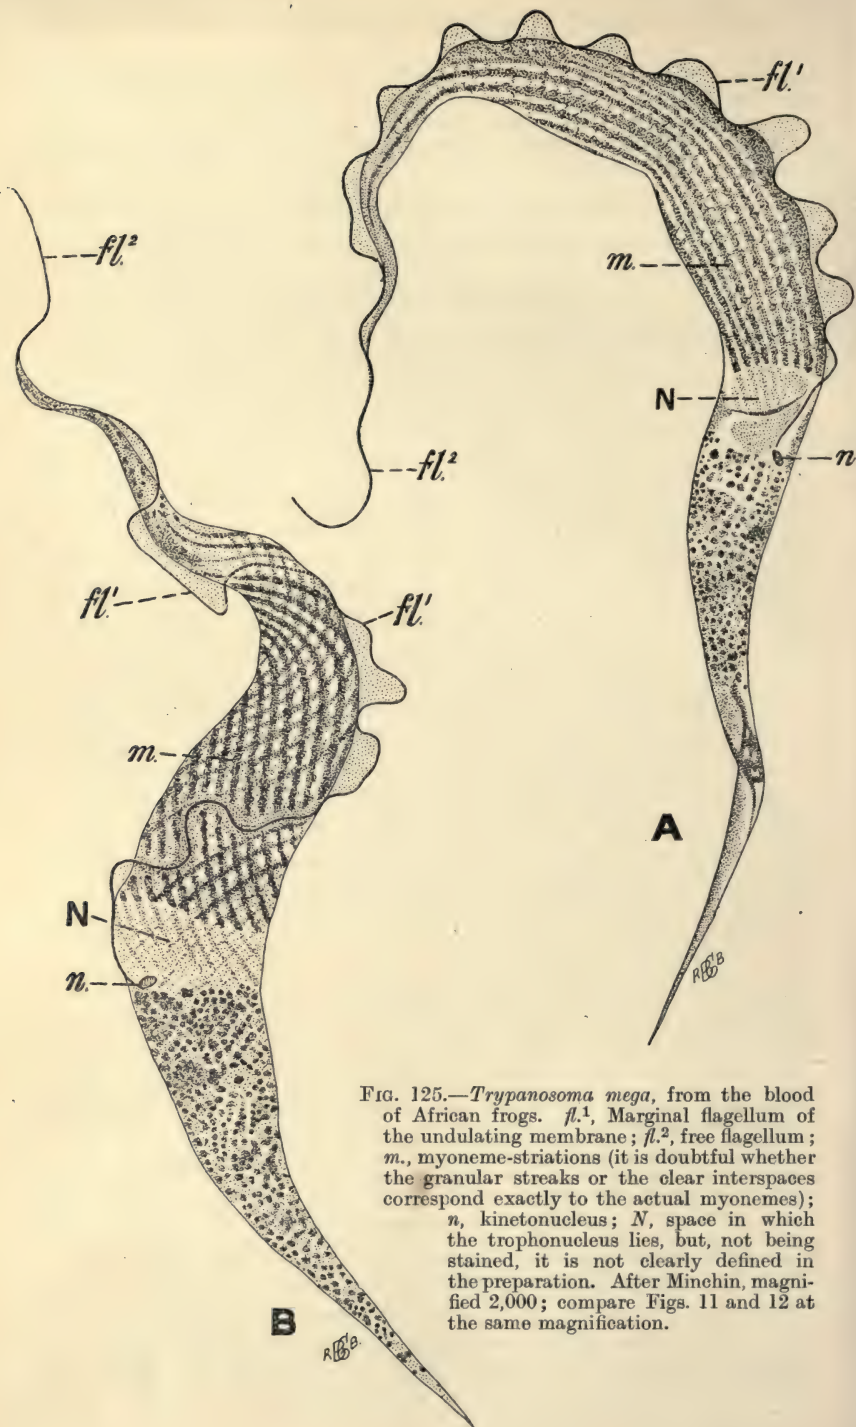 fl.¹
fl.²
m.
N
fl.²
n
fl.¹
fl.¹
m.
A
N
n.
FIG. 125.—Trypanosoma mega, from the blood
of African frogs. fl.¹, Marginal flagellum of
the undulating membrane; fl.², free flagellum;
m., myoneme-striations (it is doubtful whether
the granular streaks or the clear interspaces
correspond exactly to the actual myonemes);
n, kinetonucleus; N, space in which
the trophonucleus lies, but, not being
stained, it is not clearly defined in
the preparation. After Minchin, magni-
fied 2,000; compare Figs. 11 and 12 at
the same magnification.
B